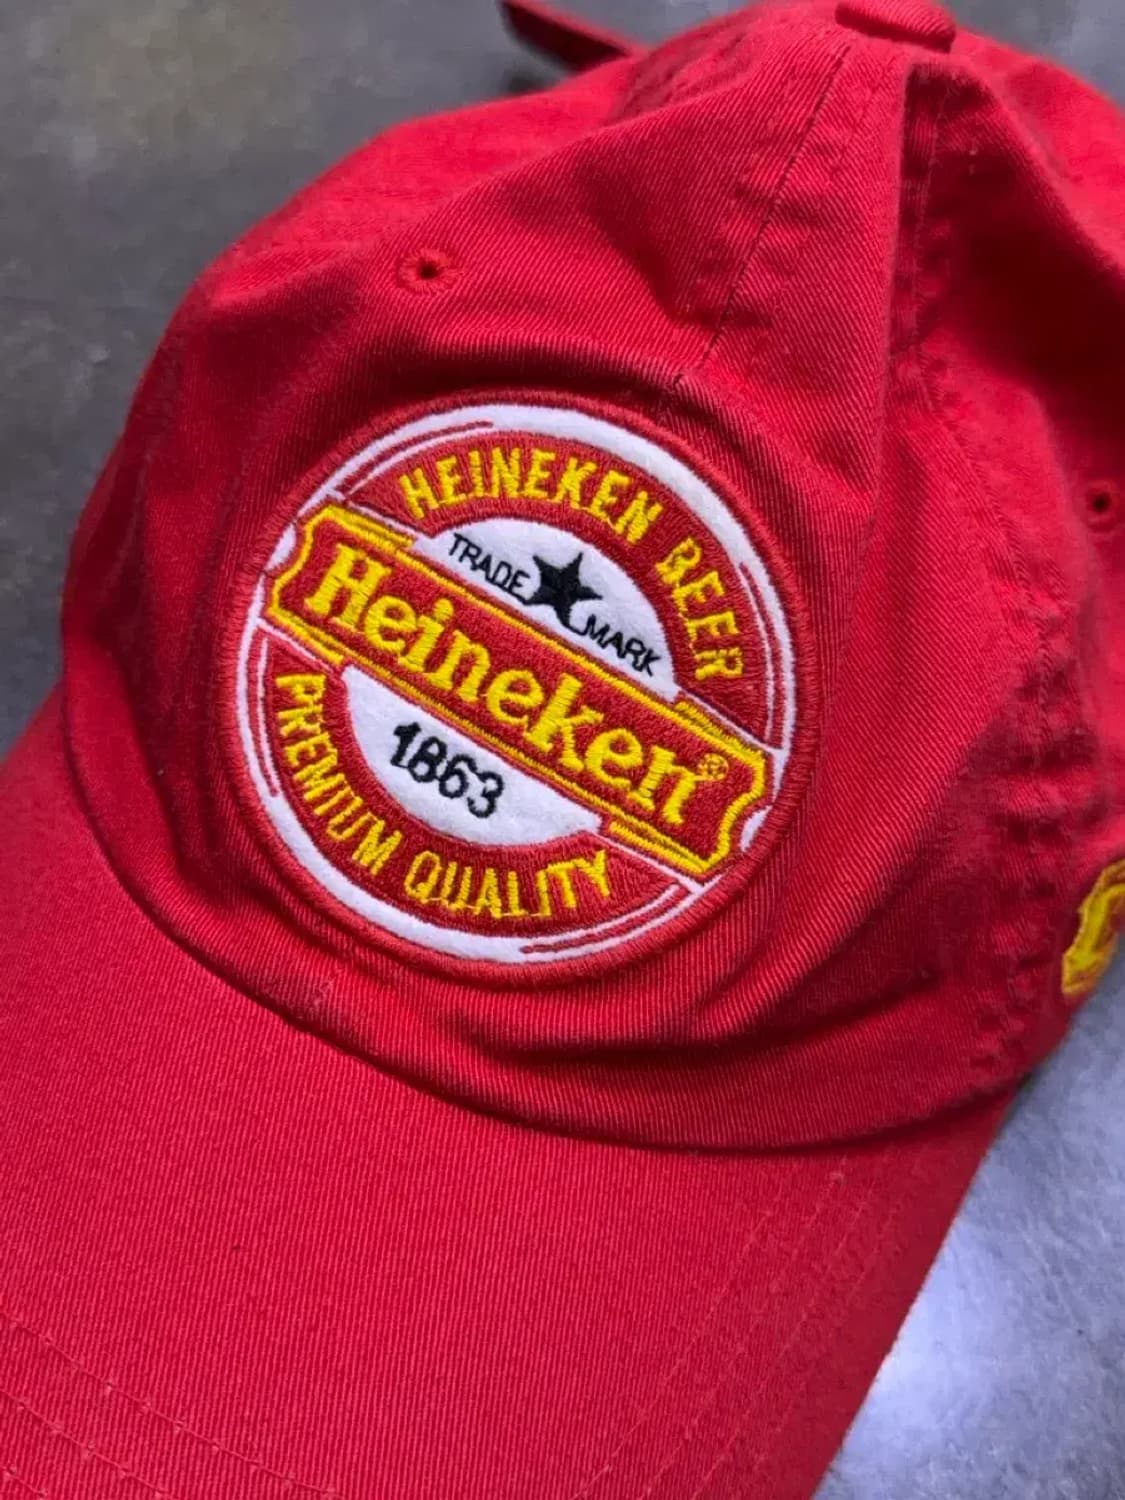 HEINEKEN BEER
TRADE MARK
Heineken®
1863
PREMIUM QUALITY